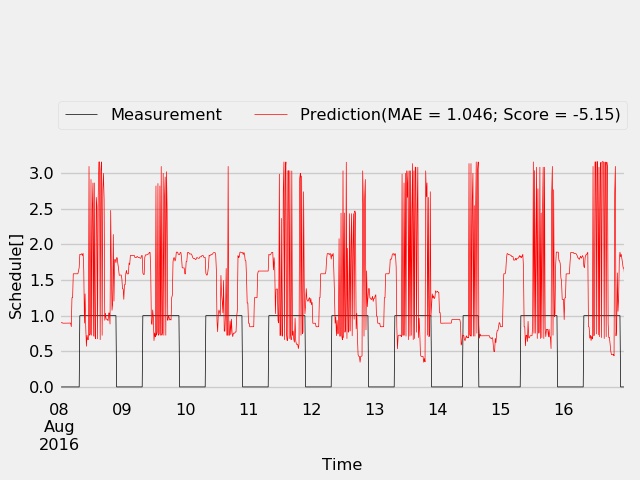 Measurement
Prediction(MAE = 1.046; Score = -5.15)
3.0
2.5
2.0
1.5
1.0
0.5
0.0
Schedule[]
08 09 10 11 12 13 14 15 16
Aug
2016
Time